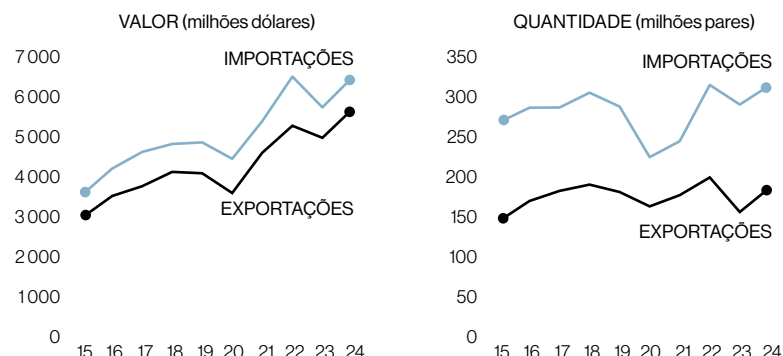 VALOR (milhões dólares)
7 000
6 000
5 000
4 000
3 000
2 000
1 000
0
IMPORTAÇÕES
EXPORTAÇÕES
15 16 17 18 19 20 21 22 23 24
QUANTIDADE (milhões pares)
350
300
250
200
150
100
50
0
IMPORTAÇÕES
EXPORTAÇÕES
15 16 17 18 19 20 21 22 23 24